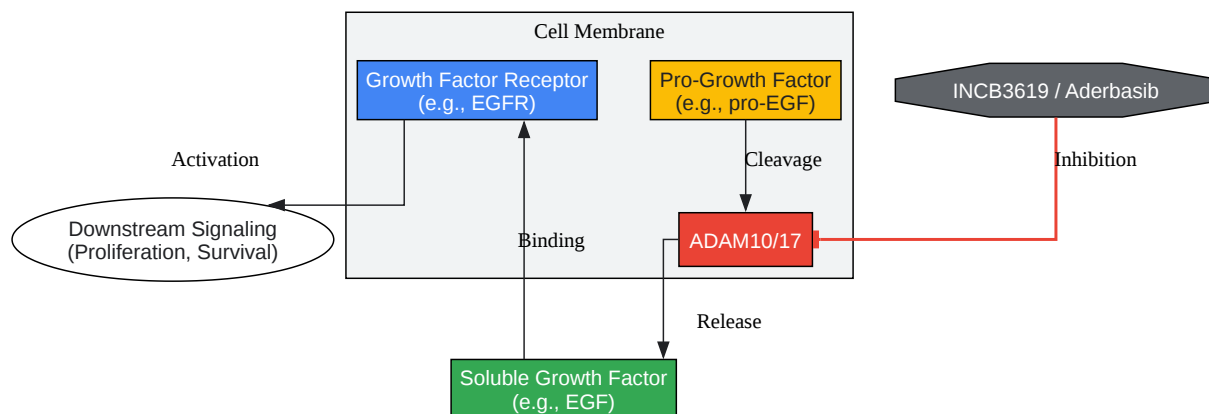 Cell Membrane
Growth Factor Receptor
(e.g., EGFR)
Pro-Growth Factor
(e.g., pro-EGF)
INCB3619 / Aderbasib
Activation
Cleavage
Inhibition
Downstream Signaling
(Proliferation, Survival)
Binding
ADAM10/17
Release
Soluble Growth Factor
(e.g., EGF)